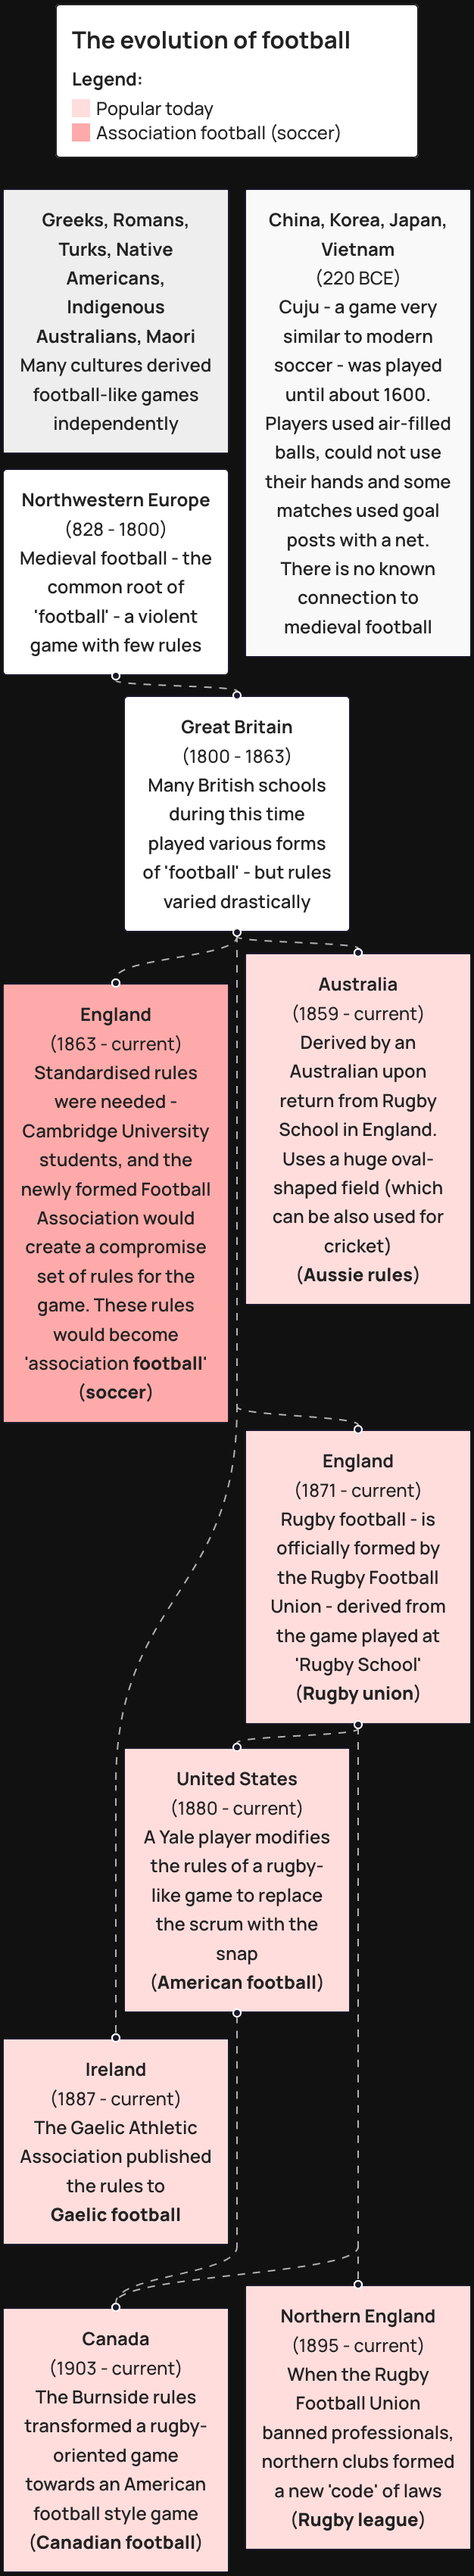 The evolution of football
Legend:
Popular today
Association football (soccer)
Greeks, Romans,
Turks, Native
Americans,
Indigenous
Australians, Maori
Many cultures derived
football-like games
independently
China, Korea, Japan,
Vietnam
(220 BCE)
Cuju - a game very
similar to modern
soccer - was played
until about 1600.
Players used air-filled
balls, could not use
their hands and some
matches used goal
posts with a net.
There is no known
connection to
medieval football
Northwestern Europe
(828 - 1800)
Medieval football - the
common root of
'football' - a violent
game with few rules
Great Britain
(1800 - 1863)
Many British schools
during this time
played various forms
of 'football' - but rules
varied drastically
England
(1863 - current)
Standardised rules
were needed -
Cambridge University
students, and the
newly formed Football
Association would
create a compromise
set of rules for the
game. These rules
would become
'association football'
(soccer)
Australia
(1859 - current)
Derived by an
Australian upon
return from Rugby
School in England.
Uses a huge oval-
shaped field (which
can be also used for
cricket)
(Aussie rules)
England
(1871 - current)
Rugby football - is
officially formed by
the Rugby Football
Union - derived from
the game played at
'Rugby School'
(Rugby union)
United States
(1880 - current)
A Yale player modifies
the rules of a rugby-
like game to replace
the scrum with the
snap
(American football)
Ireland
(1887 - current)
The Gaelic Athletic
Association published
the rules to
Gaelic football
Canada
(1903 - current)
The Burnside rules
transformed a rugby-
oriented game
towards an American
football style game
(Canadian football)
Northern England
(1895 - current)
When the Rugby
Football Union
banned professionals,
northern clubs formed
a new 'code' of laws
(Rugby league)